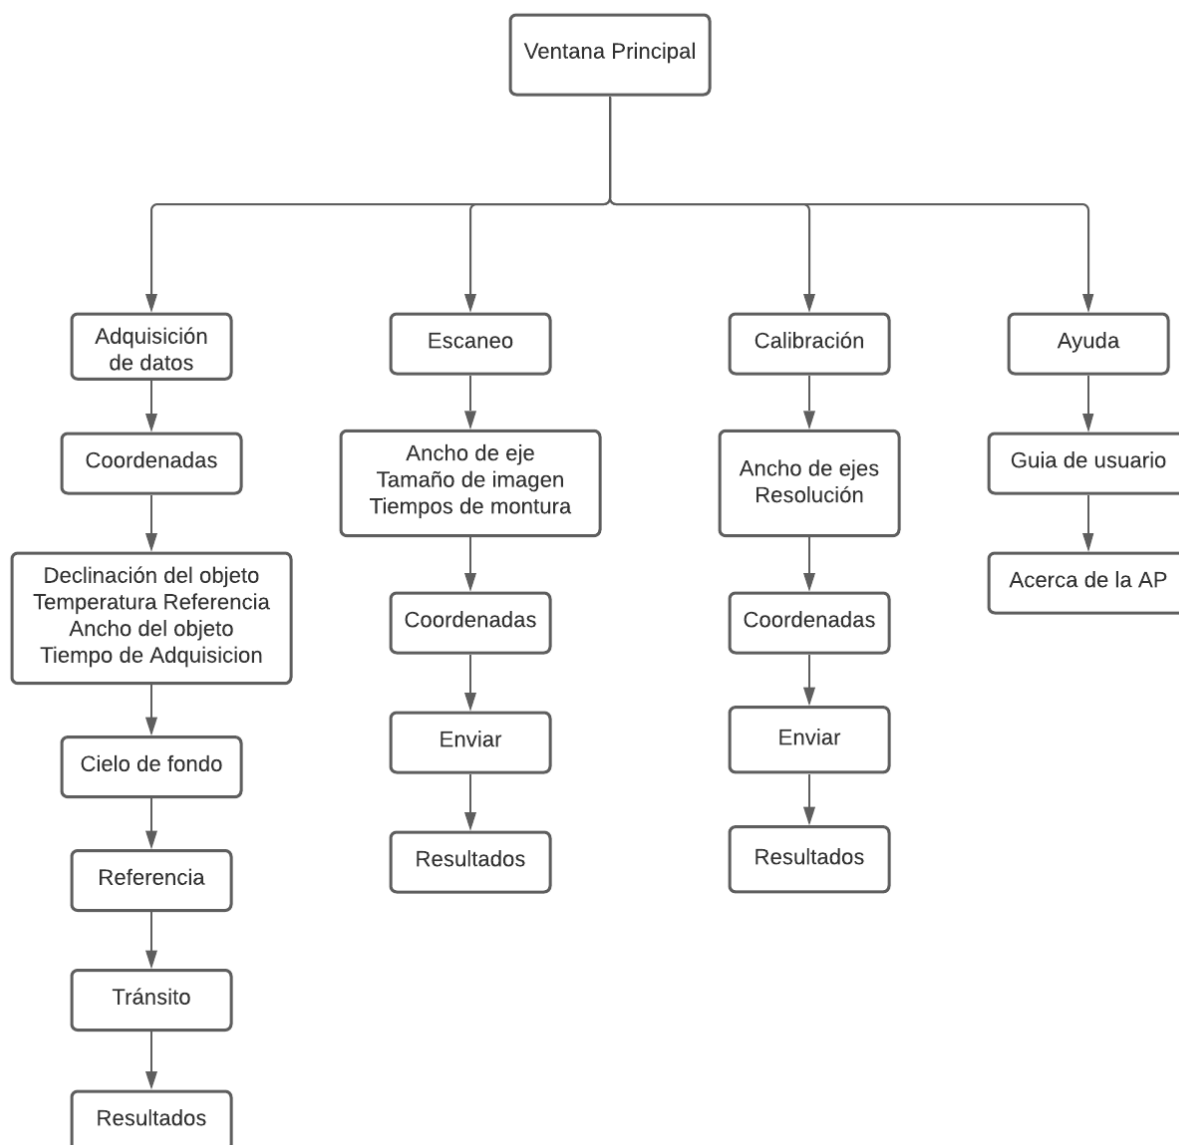 Ventana Principal
Adquisición
de datos
Coordenadas
Declinación del objeto
Temperatura Referencia
Ancho del objeto
Tiempo de Adquisicion
Cielo de fondo
Referencia
Tránsito
Resultados
Escaneo
Ancho de eje
Tamaño de imagen
Tiempos de montura
Coordenadas
Enviar
Resultados
Calibración
Ancho de ejes
Resolución
Coordenadas
Enviar
Resultados
Ayuda
Guia de usuario
Acerca de la AP